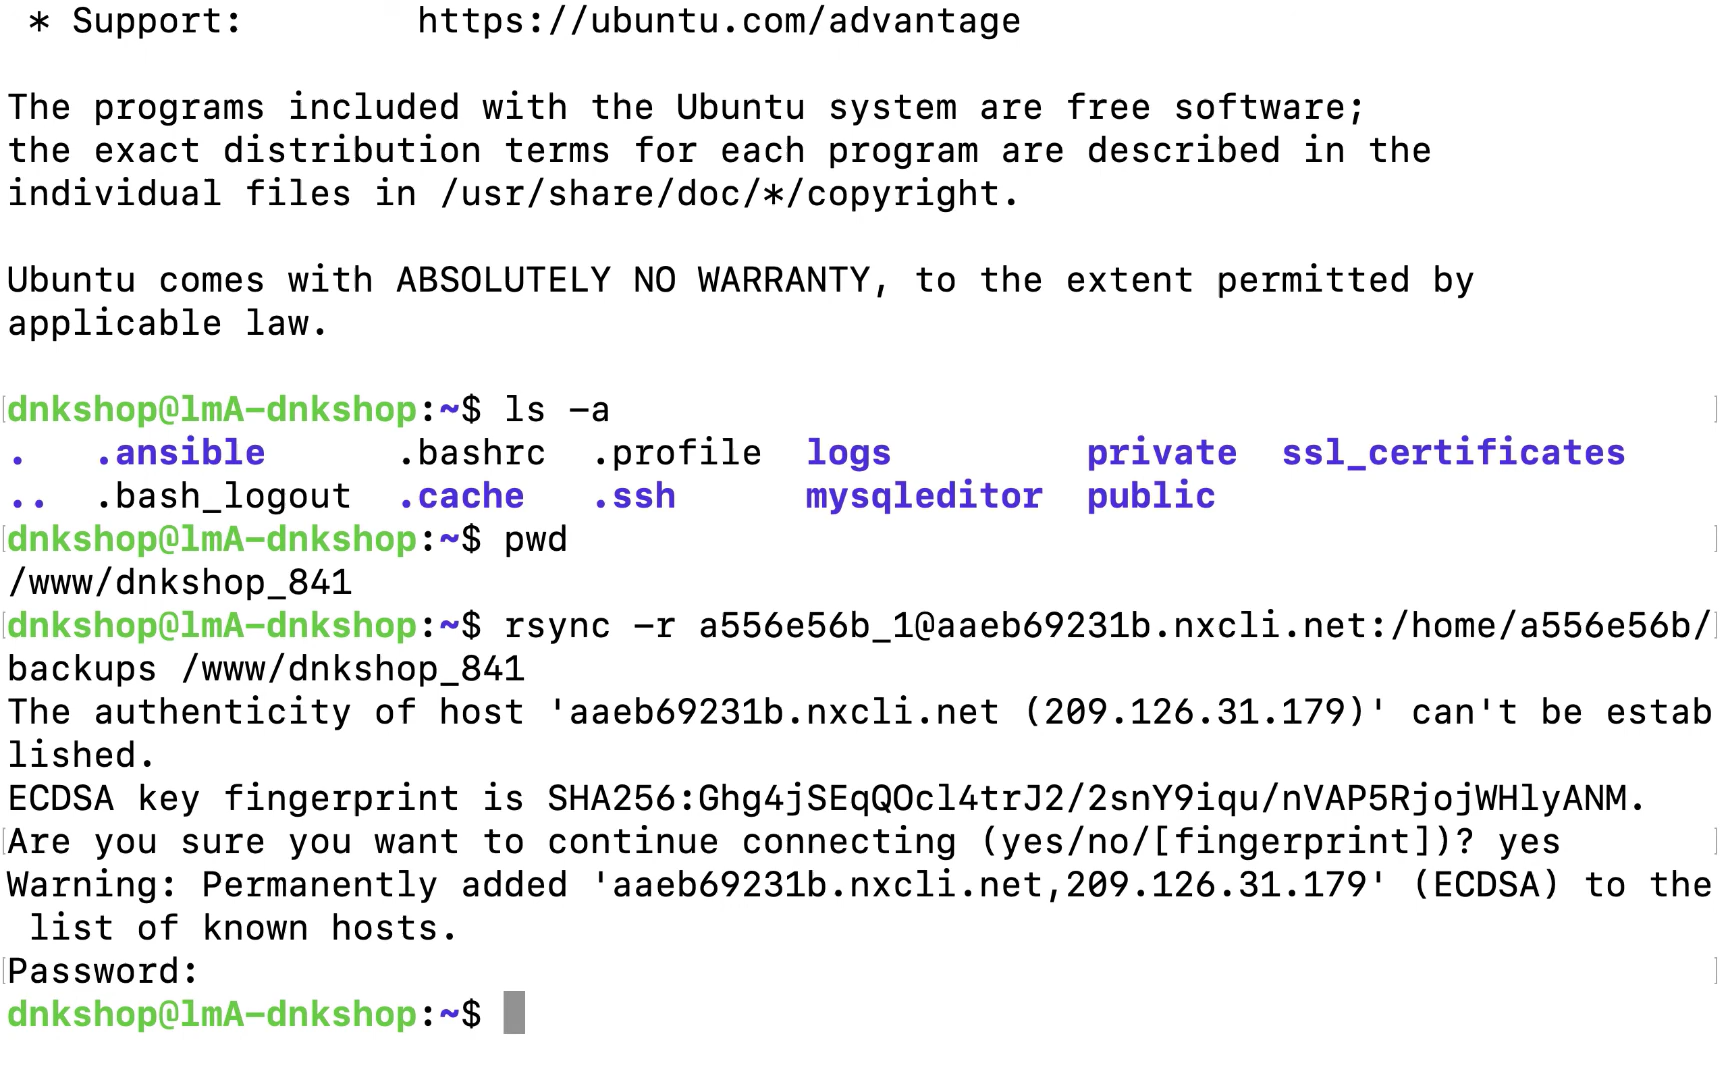 * Support:        https://ubuntu.com/advantage
The programs included with the Ubuntu system are free software;
the exact distribution terms for each program are described in the
individual files in /usr/share/doc/*/copyright.
Ubuntu comes with ABSOLUTELY NO WARRANTY, to the extent permitted by
applicable law.
dnkshop@lmA-dnkshop:~$ ls -a
.   .ansible      .bashrc  .profile  logs         private  ssl_certificates
..  .bash_logout  .cache   .ssh      mysqleditor  public
dnkshop@lmA-dnkshop:~$ pwd
/www/dnkshop_841
dnkshop@lmA-dnkshop:~$ rsync -r a556e56b_1@aaeb69231b.nxcli.net:/home/a556e56b/
backups /www/dnkshop_841
The authenticity of host 'aaeb69231b.nxcli.net (209.126.31.179)' can't be estab
lished.
ECDSA key fingerprint is SHA256:Ghg4jSEqQOcl4trJ2/2snY9iqu/nVAP5RjojWHlyANM.
Are you sure you want to continue connecting (yes/no/[fingerprint])? yes
Warning: Permanently added 'aaeb69231b.nxcli.net,209.126.31.179' (ECDSA) to the
 list of known hosts.
Password:
dnkshop@lmA-dnkshop:~$